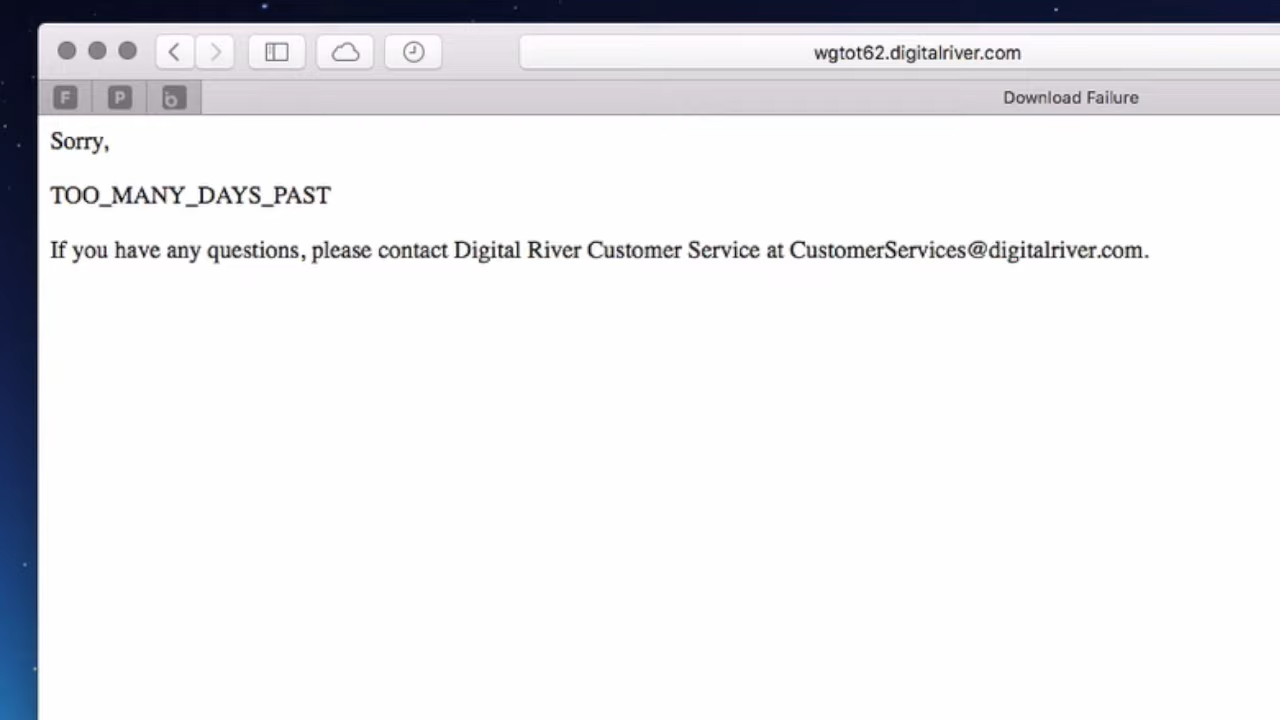 wgtot62.digitalriver.com
F P b Download Failure
Sorry,
TOO_MANY_DAYS_PAST
If you have any questions, please contact Digital River Customer Service at CustomerServices@digitalriver.com.